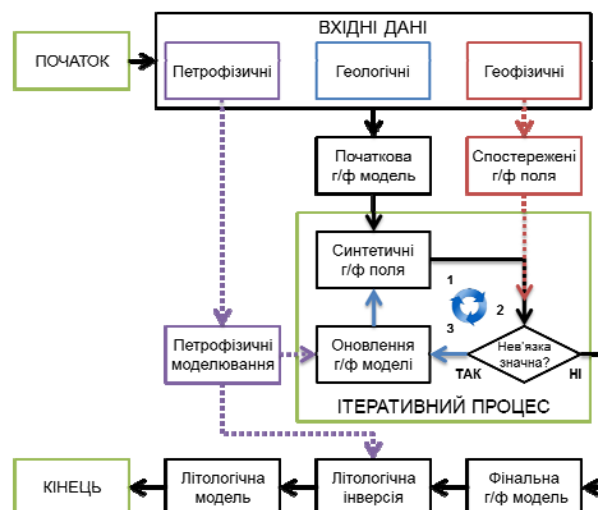 ВХІДНІ ДАНІ
ПОЧАТОК
Петрофізичні
Геологічні
Геофізичні
Початкова
г/ф модель
Спостережені
г/ф поля
Синтетичні
г/ф поля
1
2
3
Петрофізичні
моделювання
Оновлення
г/ф моделі
Нев'язка
значна?
ТАК
НІ
ІТЕРАТИВНИЙ ПРОЦЕС
КІНЕЦЬ
Літологічна
модель
Літологічна
інверсія
Фінальна
г/ф модель